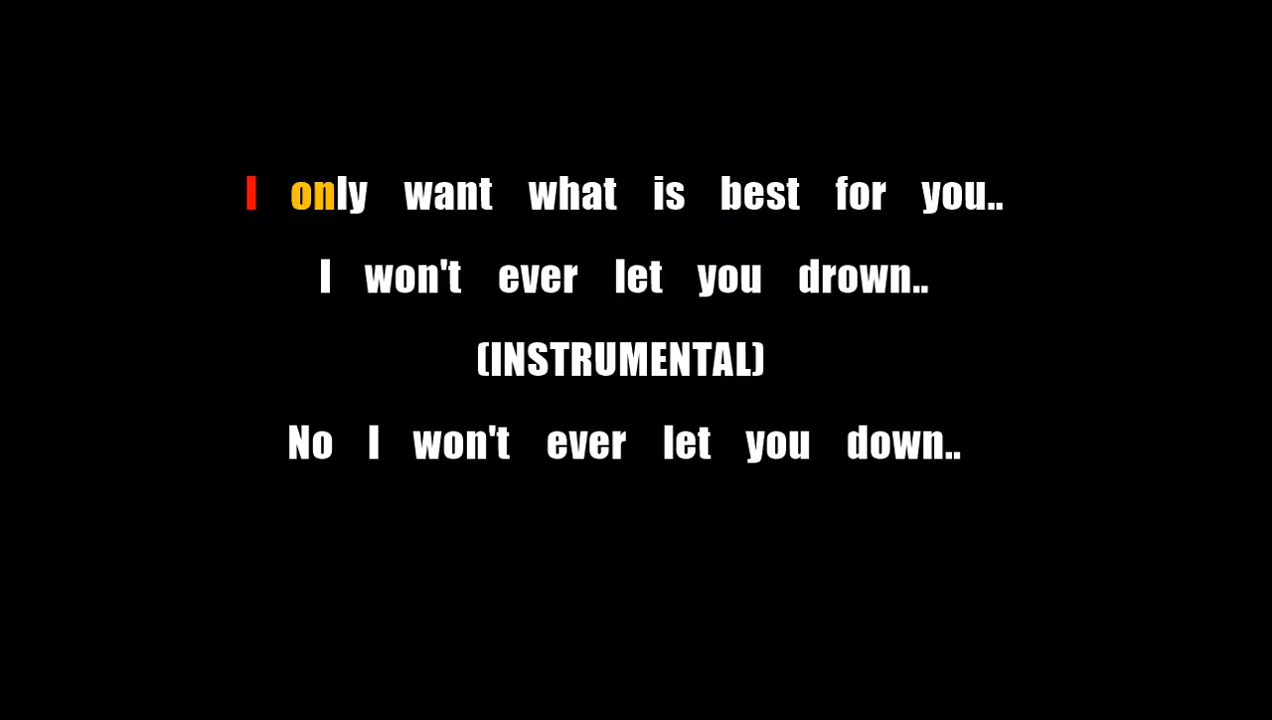 I only want what is best for you..
I won't ever let you drown..
(INSTRUMENTAL)
No I won't ever let you down..